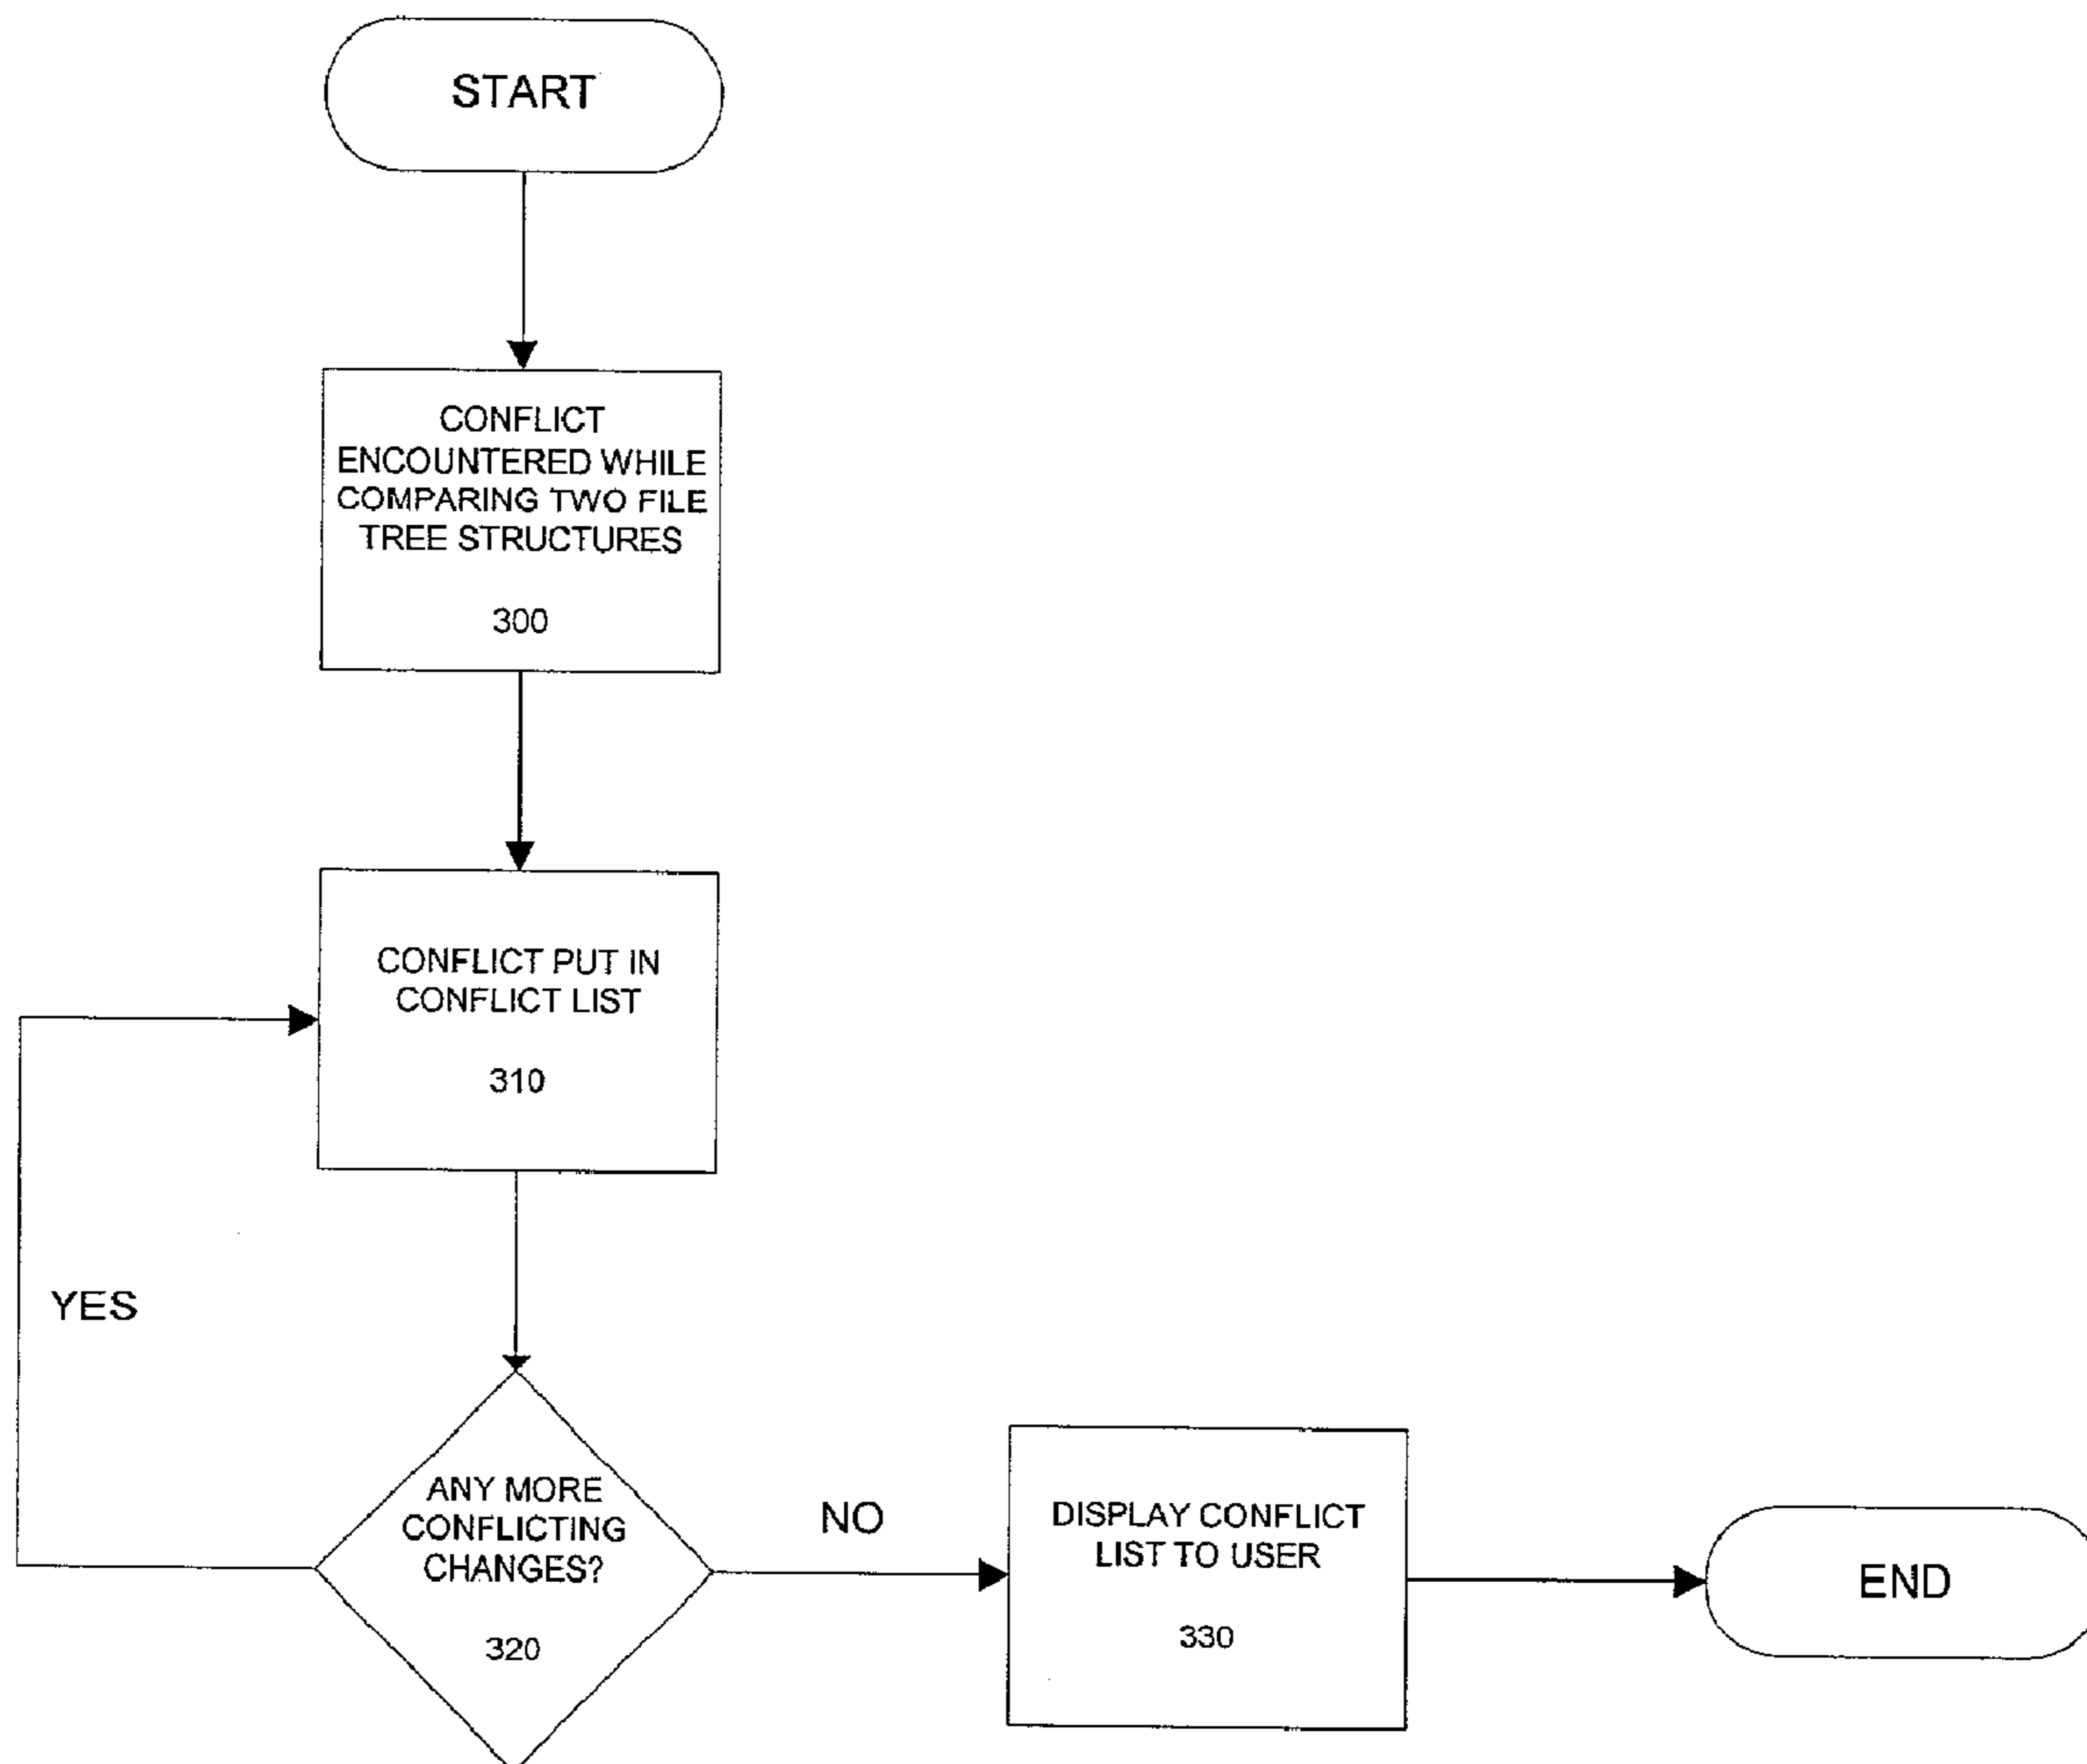 START
CONFLICT
ENCOUNTERED WHILE
COMPARING TWO FILE
TREE STRUCTURES
300
CONFLICT PUT IN
CONFLICT LIST
310
YES
ANY MORE
CONFLICTING
CHANGES?
320
NO
DISPLAY CONFLICT
LIST TO USER
330
END